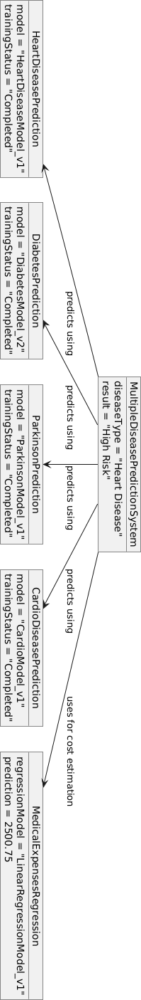 MultipleDiseasePredictionSystem
diseaseType = "Heart Disease"
result = "High Risk"
predicts using
predicts using
predicts using
predicts using
uses for cost estimation
HeartDiseasePrediction
model = "HeartDiseaseModel_v1"
trainingStatus = "Completed"
DiabetesPrediction
model = "DiabetesModel_v2"
trainingStatus = "Completed"
ParkinsonPrediction
model = "ParkinsonModel_v1"
trainingStatus = "Completed"
CardioDiseasePrediction
model = "CardioModel_v1"
trainingStatus = "Completed"
MedicalExpensesRegression
regressionModel = "LinearRegressionModel_v1"
prediction = 2500.75